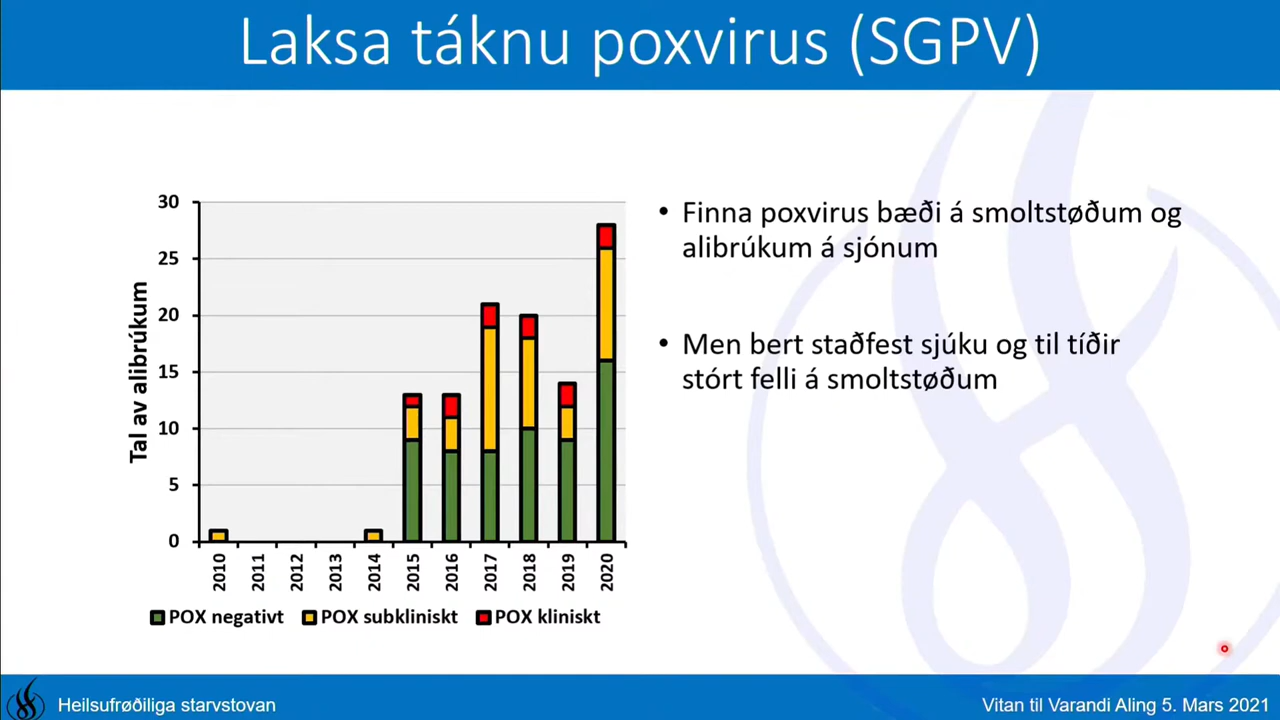 Laksa táknu poxvirus (SGPV)
Tal av alibrúkum
30
25
20
15
10
5
0
2010
2011
2012
2013
2014
2015
2016
2017
2018
2019
2020
POX negativt
POX subkliniskt
POX kliniskt
• Finna poxvirus bæði á smoltstøðum og
alibrúkum á sjónum
• Men bert staðfest sjúku og til tíðir
stórt felli á smoltstøðum
Heilsufrøðiliga starvstovan
Vitan til Varandi Aling 5. Mars 2021